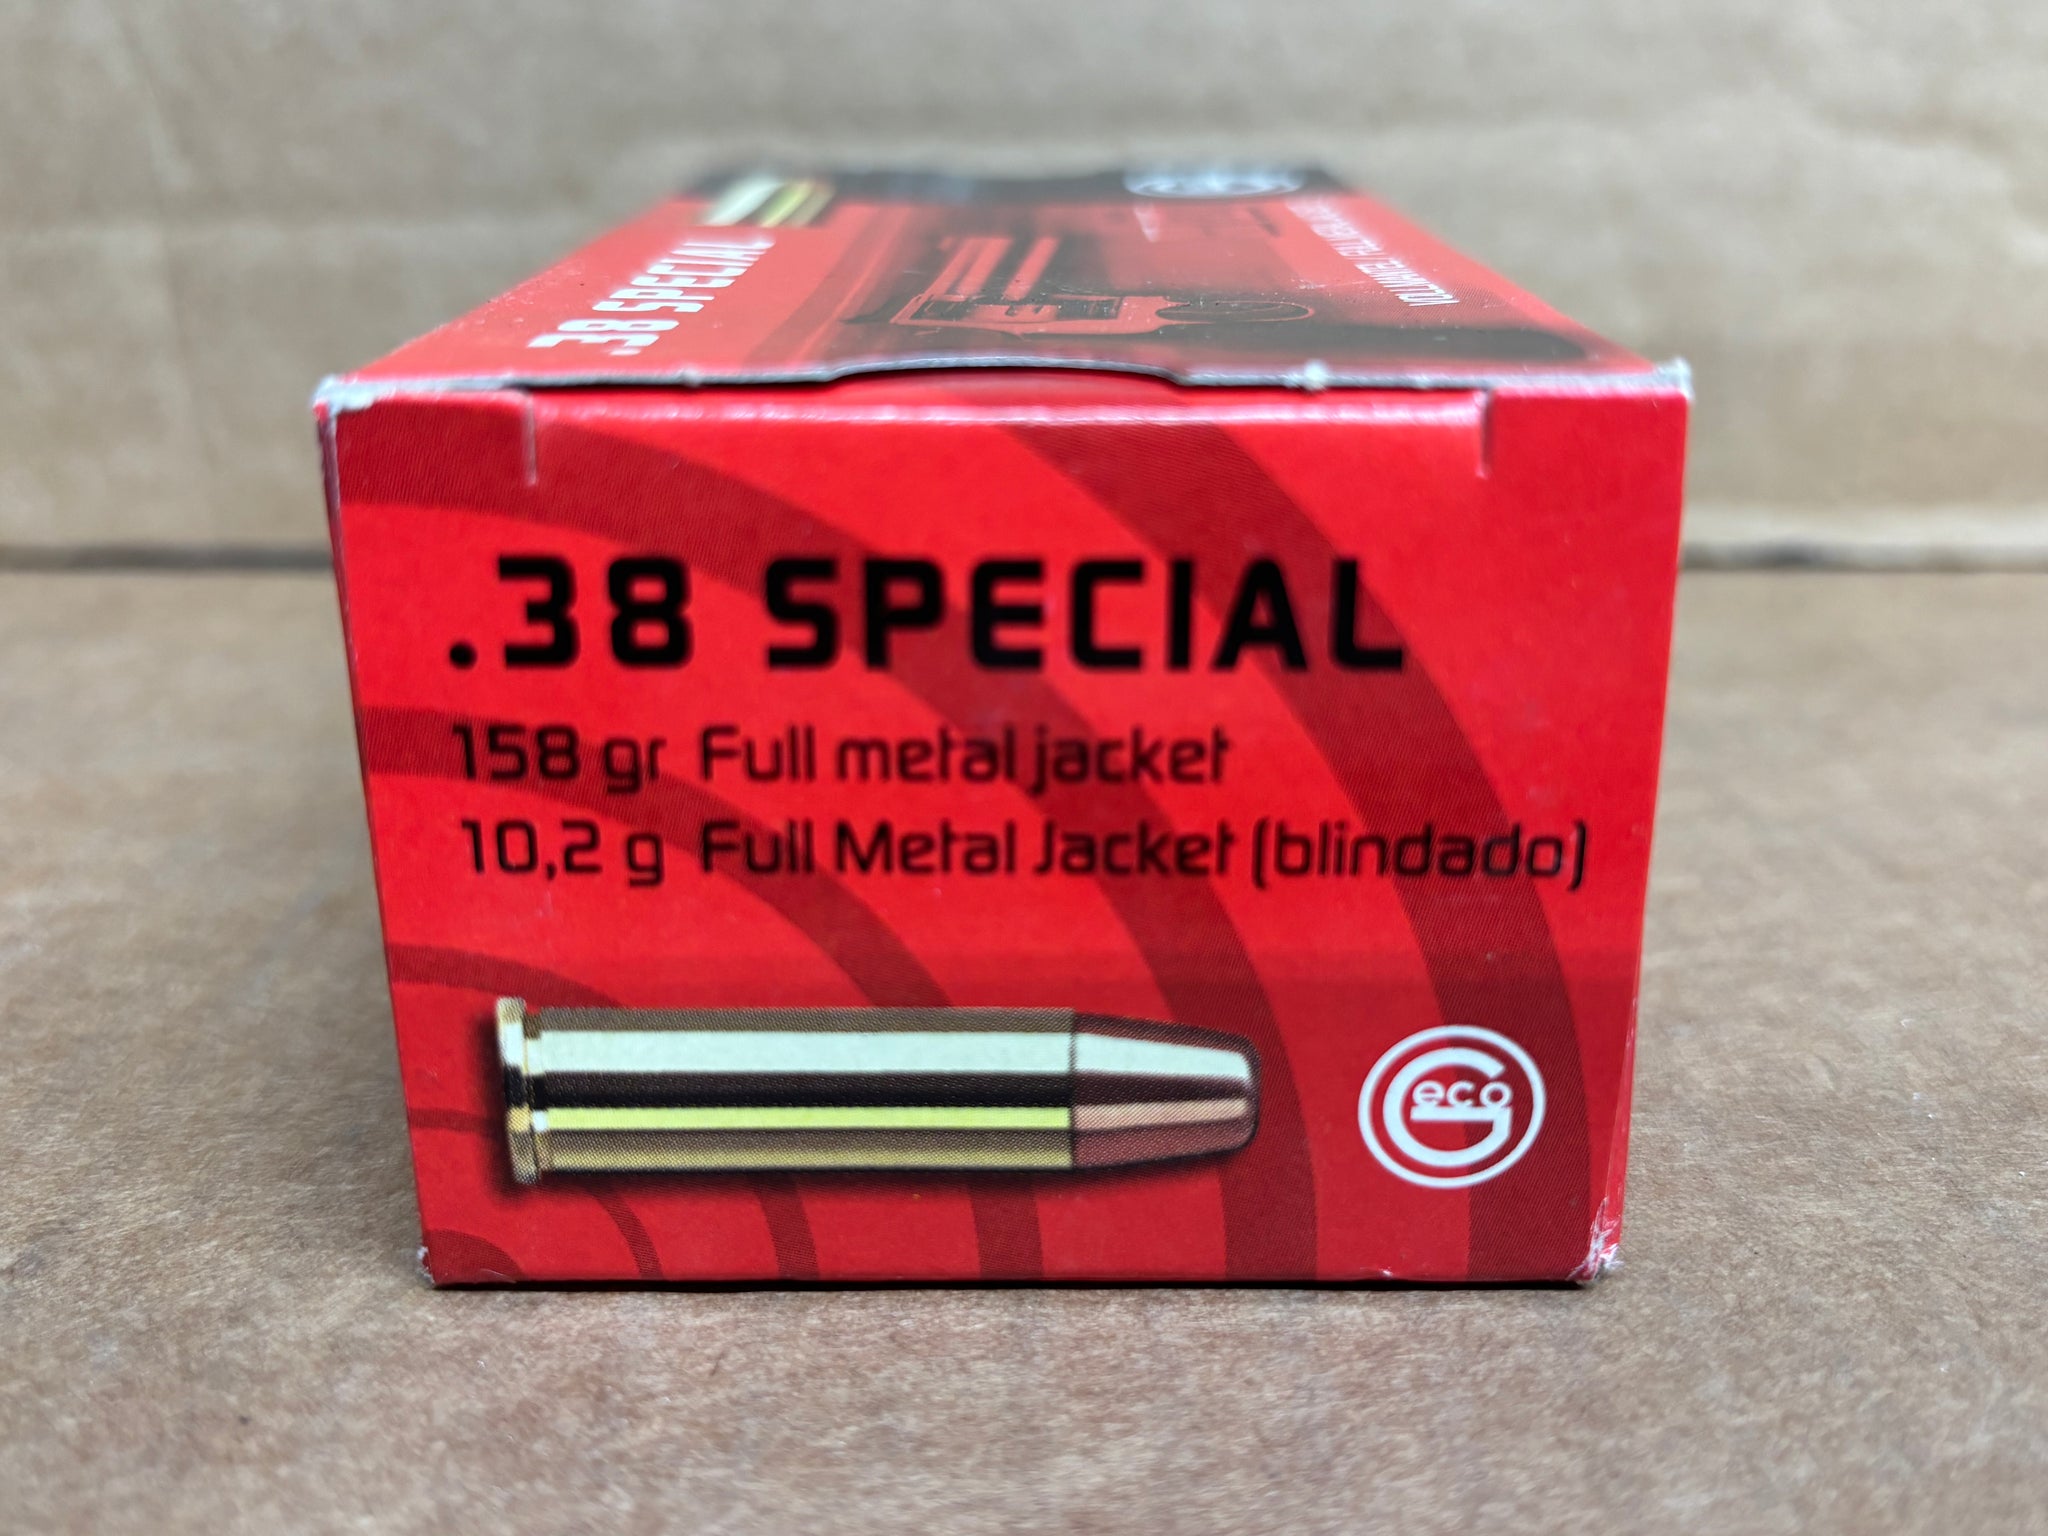 .38 SPECIAL
.38 SPECIAL
158 gr Full metal jacket
10,2 g Full Metal Jacket (blindado)
Geco